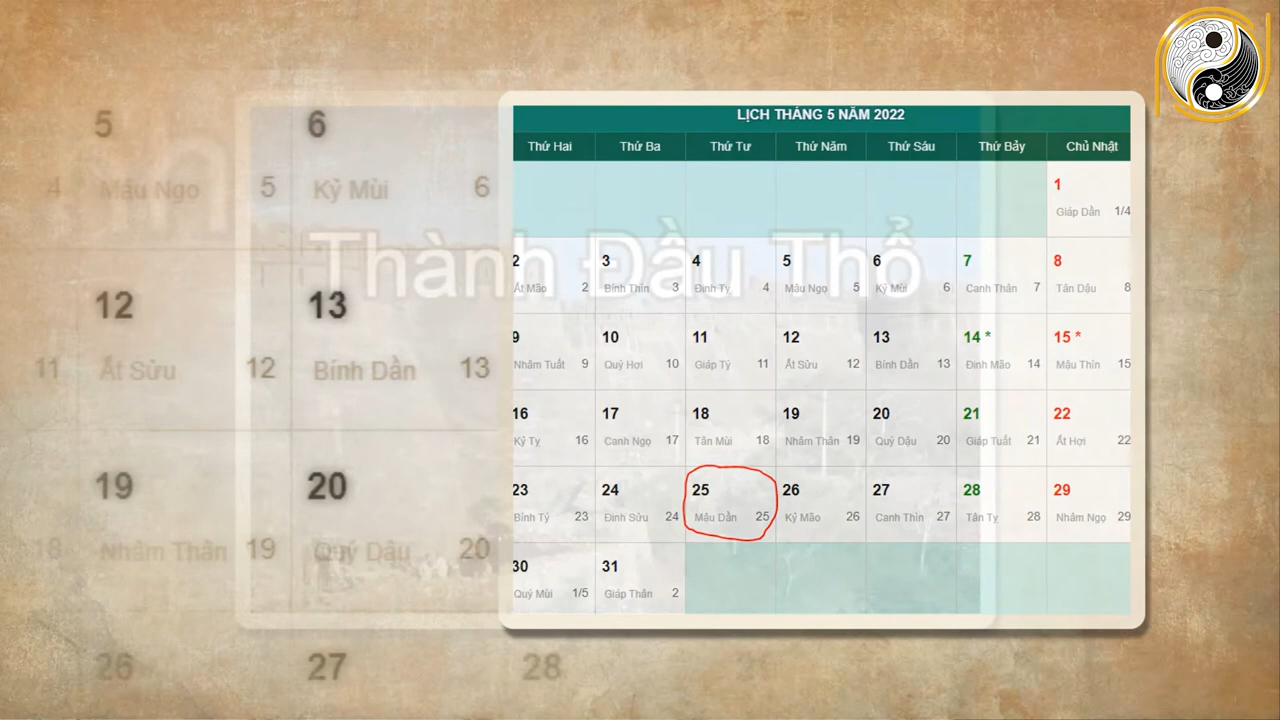 LỊCH THÁNG 5 NĂM 2022
Thứ Hai Thứ Ba Thứ Tư Thứ Năm Thứ Sáu Thứ Bảy Chủ Nhật
1
Giáp Dần 1/4
Thành Đầu Thổ
2 3 4 5 6 7 8
Ất Mão 2 Bính Thìn 3 Đinh Tỵ 4 Mậu Ngọ 5 Kỷ Mùi 6 Canh Thân 7 Tân Dậu 8
9 10 11 12 13 14 * 15 *
Nhâm Tuất 9 Quý Hợi 10 Giáp Tý 11 Ất Sửu 12 Bính Dần 13 Đinh Mão 14 Mậu Thìn 15
16 17 18 19 20 21 22
Kỷ Tỵ 16 Canh Ngọ 17 Tân Mùi 18 Nhâm Thân 19 Quý Dậu 20 Giáp Tuất 21 Ất Hợi 22
23 24 25 26 27 28 29
Bính Tý 23 Đinh Sửu 24 Mậu Dần 25 Kỷ Mão 26 Canh Thìn 27 Tân Tỵ 28 Nhâm Ngọ 29
30 31
Quý Mùi 1/5 Giáp Thân 2
5 6
4 Mậu Ngọ 5 Kỷ Mùi 6
12 13
11 Ất Sửu 12 Bính Dần 13
19 20
18 Nhâm Thân 19 Quý Dậu 20
26 27 28